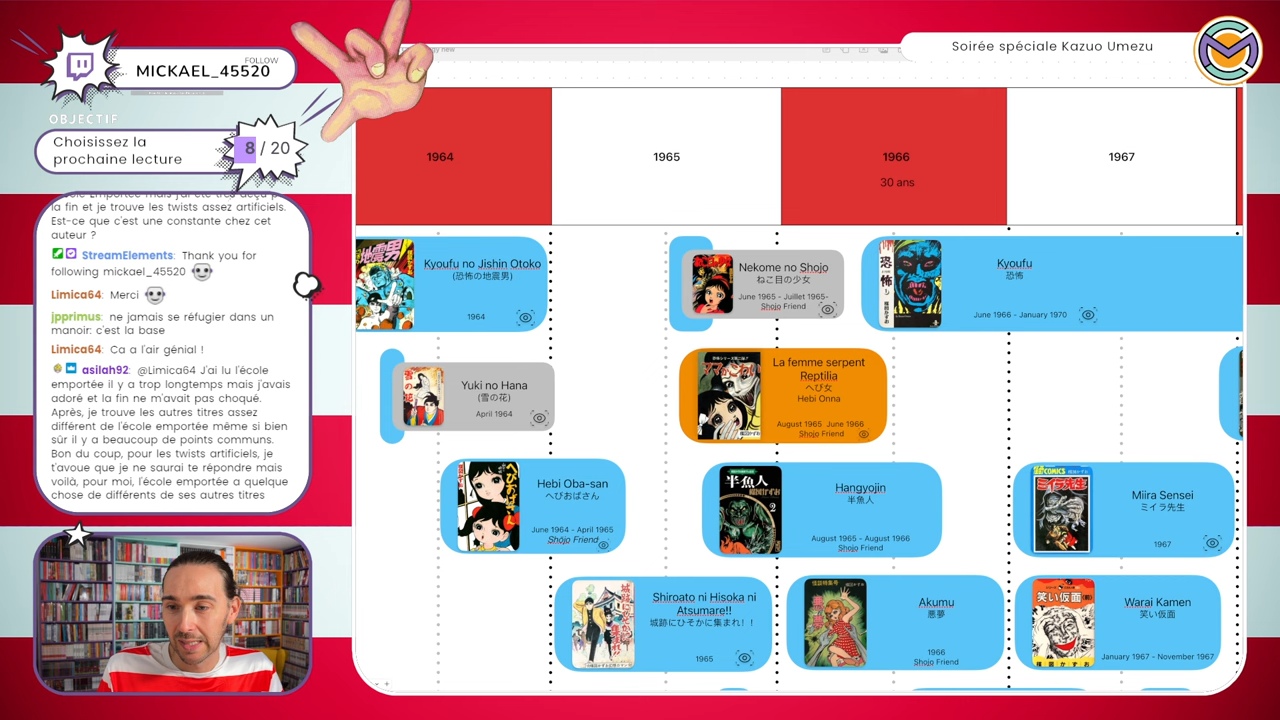 FOLLOW
MICKAEL_45520
OBJECTIF
Choisissez la
prochaine lecture
8 / 20
la fin et je trouve les twists assez artificiels.
Est-ce que c'est une constante chez cet
auteur ?
StreamElements: Thank you for
following mickael_45520
Limica64: Merci
jpprimus: ne jamais se réfugier dans un
manoir: c'est la base
Limica64: Ca a l'air génial !
asilah92: @Limica64 J'ai lu l'école
emportée il y a trop longtemps mais j'avais
adoré et la fin ne m'avait pas choqué.
Après, je trouve les autres titres assez
différent de l'école emportée même si bien
sûr il y a beaucoup de points communs.
Bon du coup, pour les twists artificiels, je
t'avoue que je ne saurai te répondre mais
voilà, pour moi, l'école emportée a quelque
chose de différents de ses autres titres
Soirée spéciale Kazuo Umezu
1964
1965
1966
30 ans
1967
Kyoufu no Jishin Otoko
(恐怖の地震男)
1964
Nekome no Shojo
ねこ目の少女
June 1965 - Juillet 1965-
Shojo Friend
Kyoufu
恐怖
June 1966 - January 1970
Yuki no Hana
(雪の花)
April 1964
La femme serpent
Reptilia
へび女
Hebi Onna
August 1965 June 1966
Shojo Friend
Hebi Oba-san
へびおばさん
June 1964 - April 1965
Shōjo Friend
Hangyojin
半魚人
August 1965 - August 1966
Shojo Friend
Miira Sensei
ミイラ先生
1967
Shiroato ni Hisoka ni
Atsumare!!
城跡にひそかに集まれ！！
1965
Akumu
悪夢
1966
Shojo Friend
Warai Kamen
笑い仮面
January 1967 - November 1967